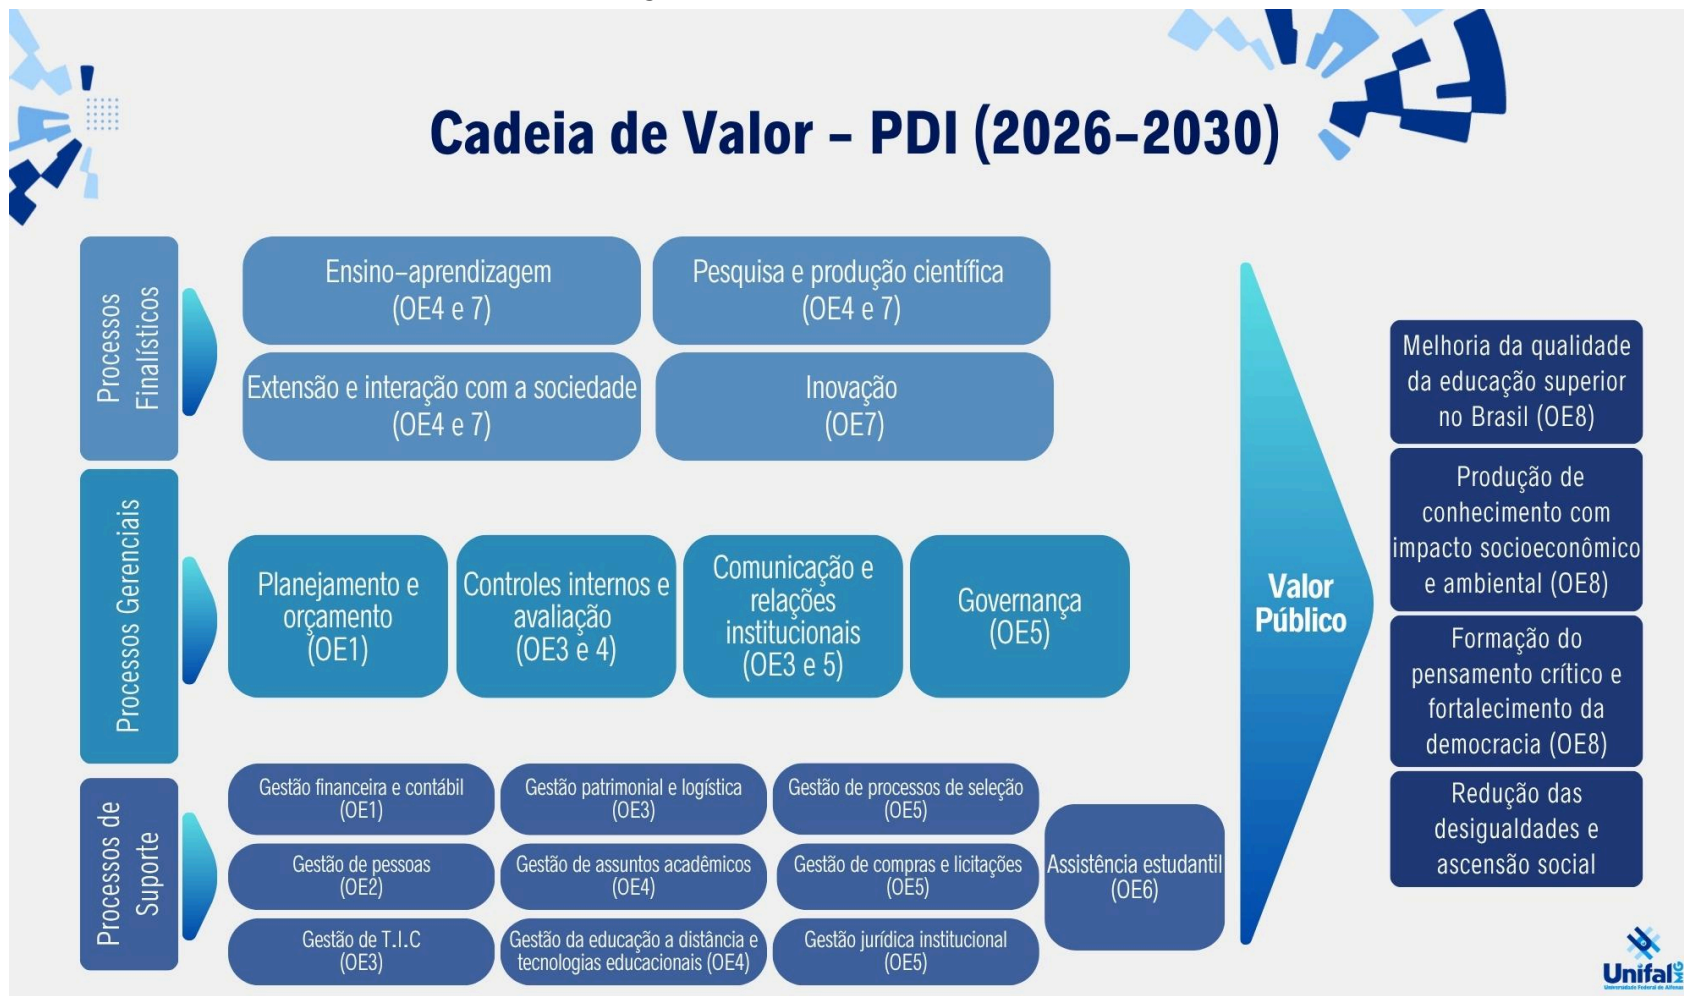 Cadeia de Valor – PDI (2026–2030)
Processos
Finalísticos
Ensino–aprendizagem
(OE4 e 7)
Pesquisa e produção científica
(OE4 e 7)
Extensão e interação com a sociedade
(OE4 e 7)
Inovação
(OE7)
Processos Gerenciais
Planejamento e
orçamento
(OE1)
Controles internos e
avaliação
(OE3 e 4)
Comunicação e
relações
institucionais
(OE3 e 5)
Governança
(OE5)
Processos de
Suporte
Gestão financeira e contábil
(OE1)
Gestão patrimonial e logística
(OE3)
Gestão de processos de seleção
(OE5)
Gestão de pessoas
(OE2)
Gestão de assuntos acadêmicos
(OE4)
Gestão de compras e licitações
(OE5)
Gestão de T.I.C
(OE3)
Gestão da educação a distância e
tecnologias educacionais (OE4)
Gestão jurídica institucional
(OE5)
Assistência estudantil
(OE6)
Valor
Público
Melhoria da qualidade
da educação superior
no Brasil (OE8)
Produção de
conhecimento com
impacto socioeconômico
e ambiental (OE8)
Formação do
pensamento crítico e
fortalecimento da
democracia (OE8)
Redução das
desigualdades e
ascensão social
Unifal MG
Universidade Federal de Alfenas